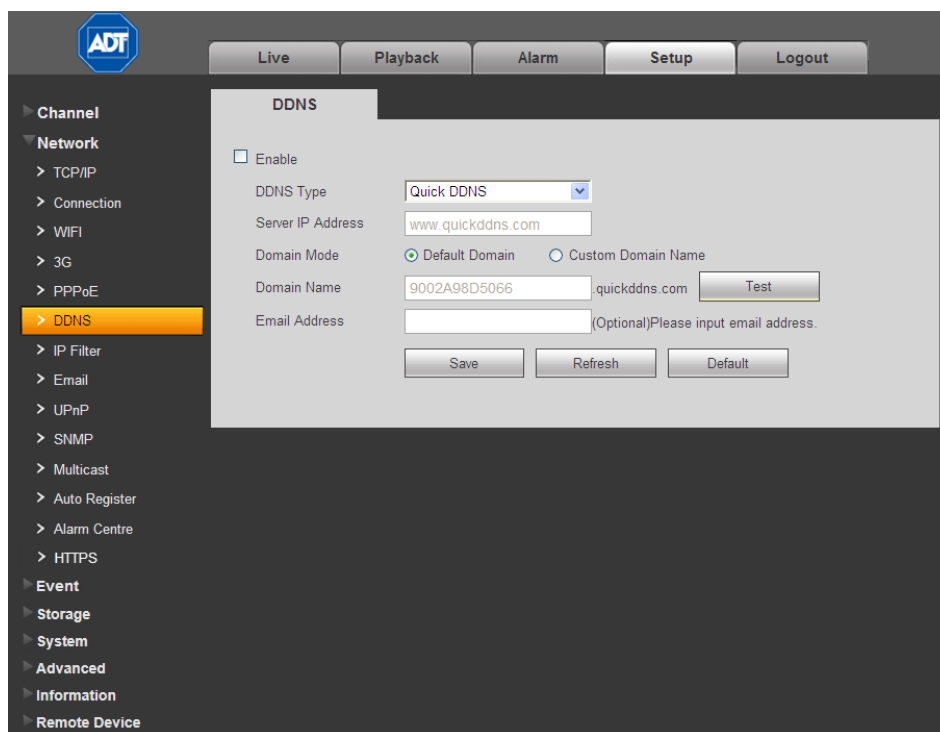 ADT
Live Playback Alarm Setup Logout
Channel
Network
TCP/IP
Connection
WIFI
3G
PPPoE
DDNS
IP Filter
Email
UPnP
SNMP
Multicast
Auto Register
Alarm Centre
HTTPS
Event
Storage
System
Advanced
Information
Remote Device
DDNS
Enable
DDNS Type Quick DDNS
Server IP Address www.quickddns.com
Domain Mode Default Domain Custom Domain Name
Domain Name 9002A98D5066 .quickddns.com Test
Email Address (Optional)Please input email address.
Save Refresh Default